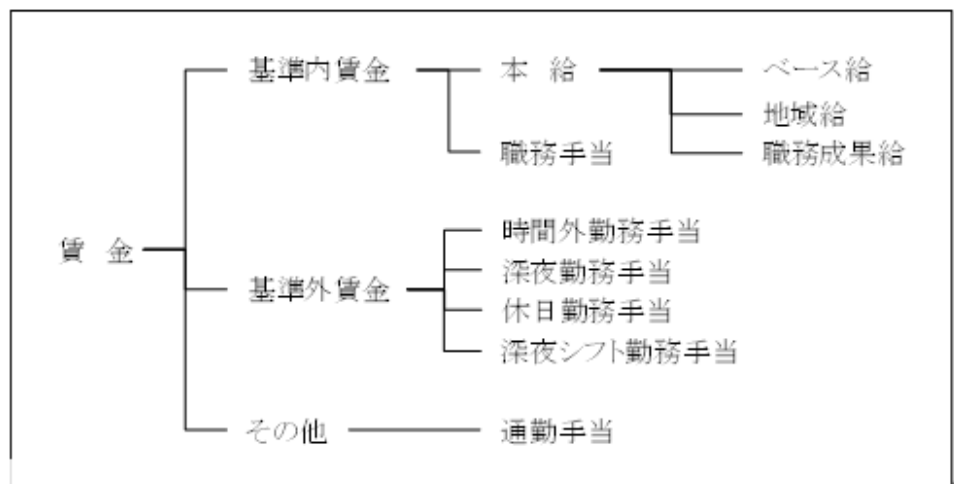 基準内賃金 本 給 ベース給
地域給
職務手当 職務成果給
時間外勤務手当
賃 金
深夜勤務手当
基準外賃金
休日勤務手当
深夜シフト勤務手当
その他 通勤手当